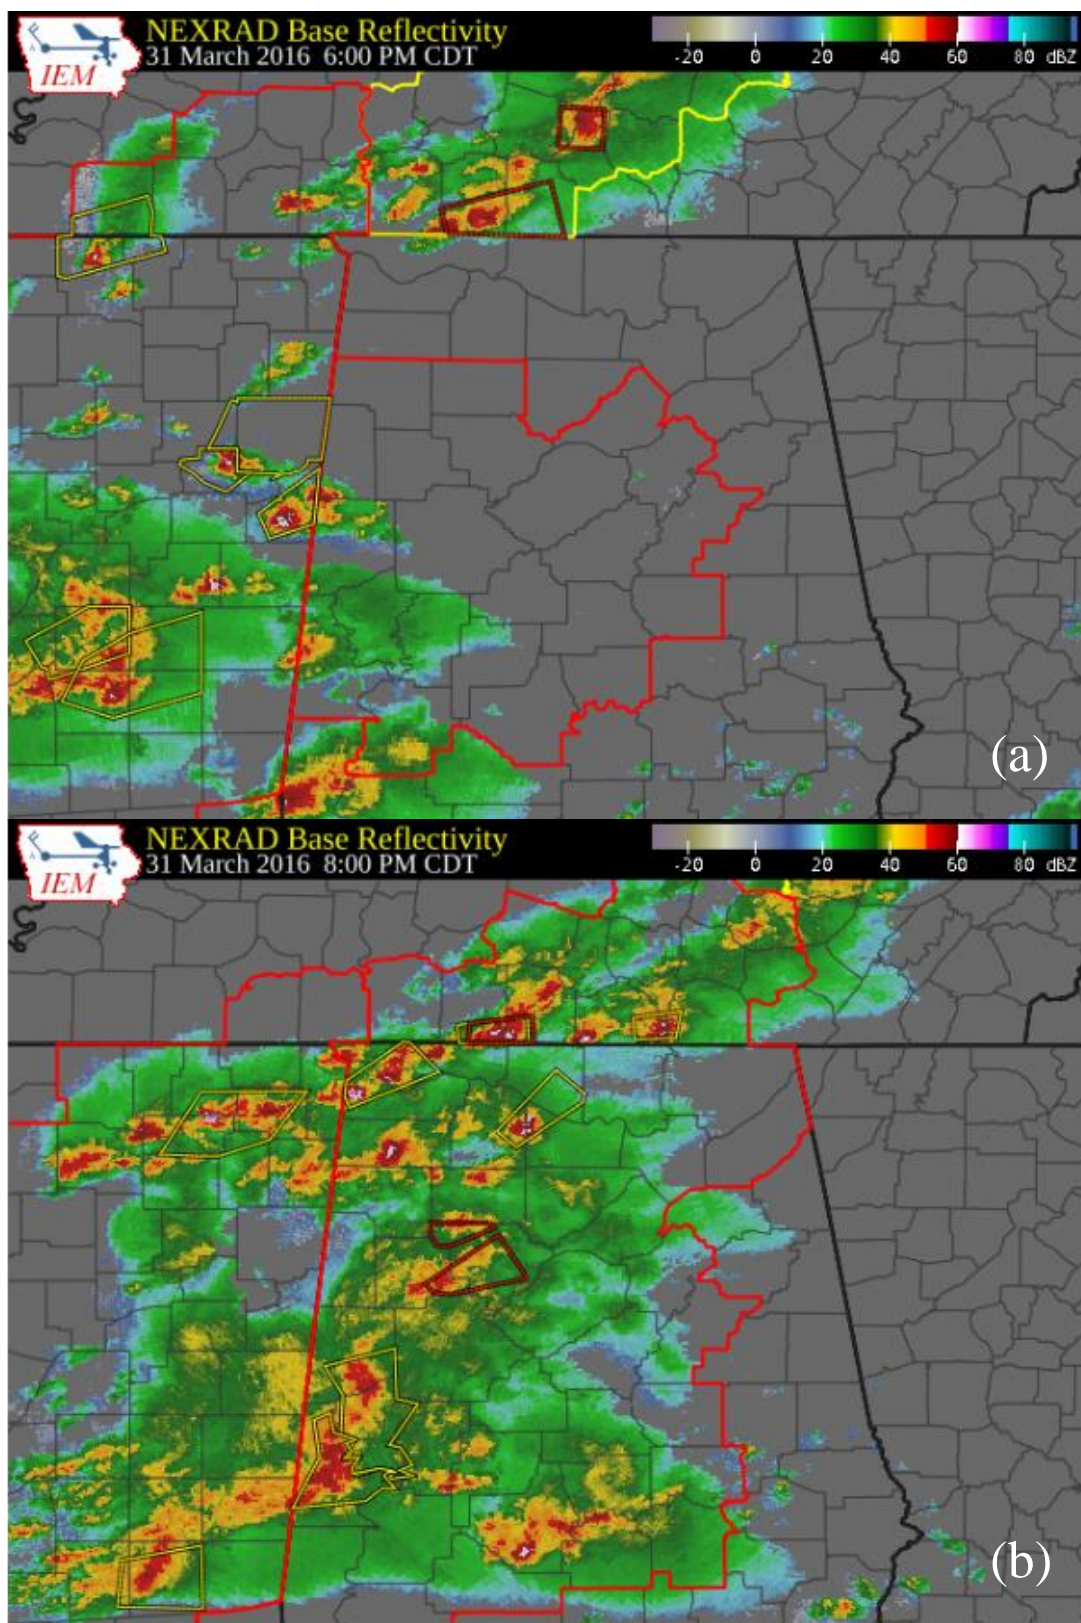 NEXRAD Base Reflectivity
31 March 2016 6:00 PM CDT
IEM
-20 0 20 40 60 80 dBZ
(a)
NEXRAD Base Reflectivity
31 March 2016 8:00 PM CDT
IEM
-20 0 20 40 60 80 dBZ
(b)